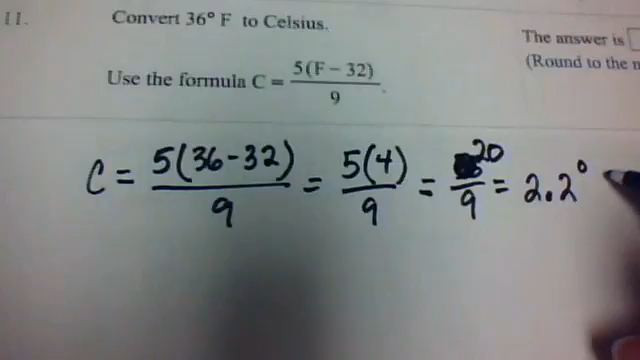 11. Convert 36° F to Celsius.
The answer is
Use the formula C = 5(F − 32)/9.
(Round to the
C = 5(36-32)/9 = 5(4)/9 = 20/9 = 2.2°